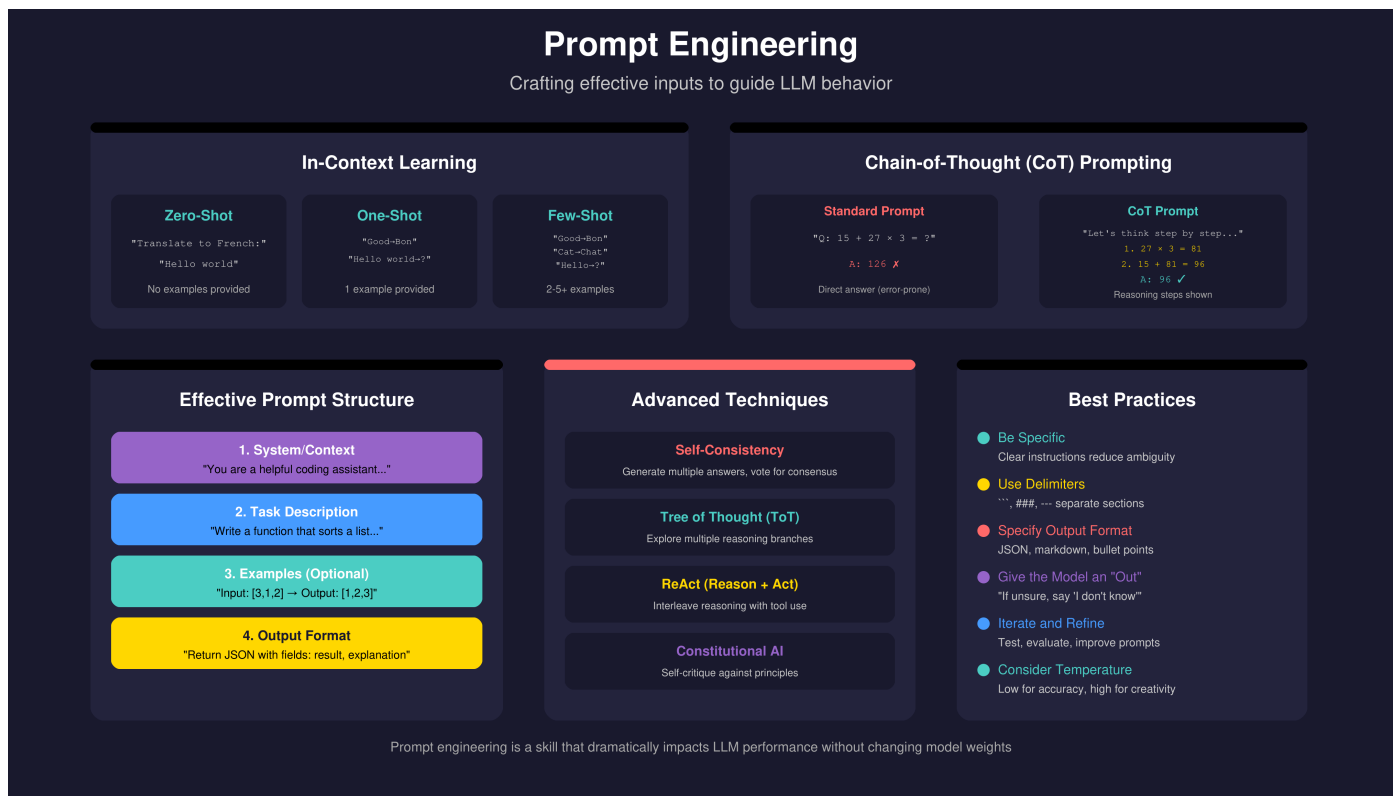 Prompt Engineering
Crafting effective inputs to guide LLM behavior
In-Context Learning
Zero-Shot
"Translate to French:"
"Hello world"
No examples provided
One-Shot
"Good→Bon"
"Hello world→?"
1 example provided
Few-Shot
"Good→Bon"
"Cat→Chat"
"Hello→?"
2-5+ examples
Chain-of-Thought (CoT) Prompting
Standard Prompt
"Q: 15 + 27 × 3 = ?"
A: 126 ✗
Direct answer (error-prone)
CoT Prompt
"Let's think step by step..."
1. 27 × 3 = 81
2. 15 + 81 = 96
A: 96 ✓
Reasoning steps shown
Effective Prompt Structure
1. System/Context
"You are a helpful coding assistant..."
2. Task Description
"Write a function that sorts a list..."
3. Examples (Optional)
"Input: [3,1,2] → Output: [1,2,3]"
4. Output Format
"Return JSON with fields: result, explanation"
Advanced Techniques
Self-Consistency
Generate multiple answers, vote for consensus
Tree of Thought (ToT)
Explore multiple reasoning branches
ReAct (Reason + Act)
Interleave reasoning with tool use
Constitutional AI
Self-critique against principles
Best Practices
Be Specific
Clear instructions reduce ambiguity
Use Delimiters
```, ###, --- separate sections
Specify Output Format
JSON, markdown, bullet points
Give the Model an "Out"
"If unsure, say 'I don't know'"
Iterate and Refine
Test, evaluate, improve prompts
Consider Temperature
Low for accuracy, high for creativity
Prompt engineering is a skill that dramatically impacts LLM performance without changing model weights